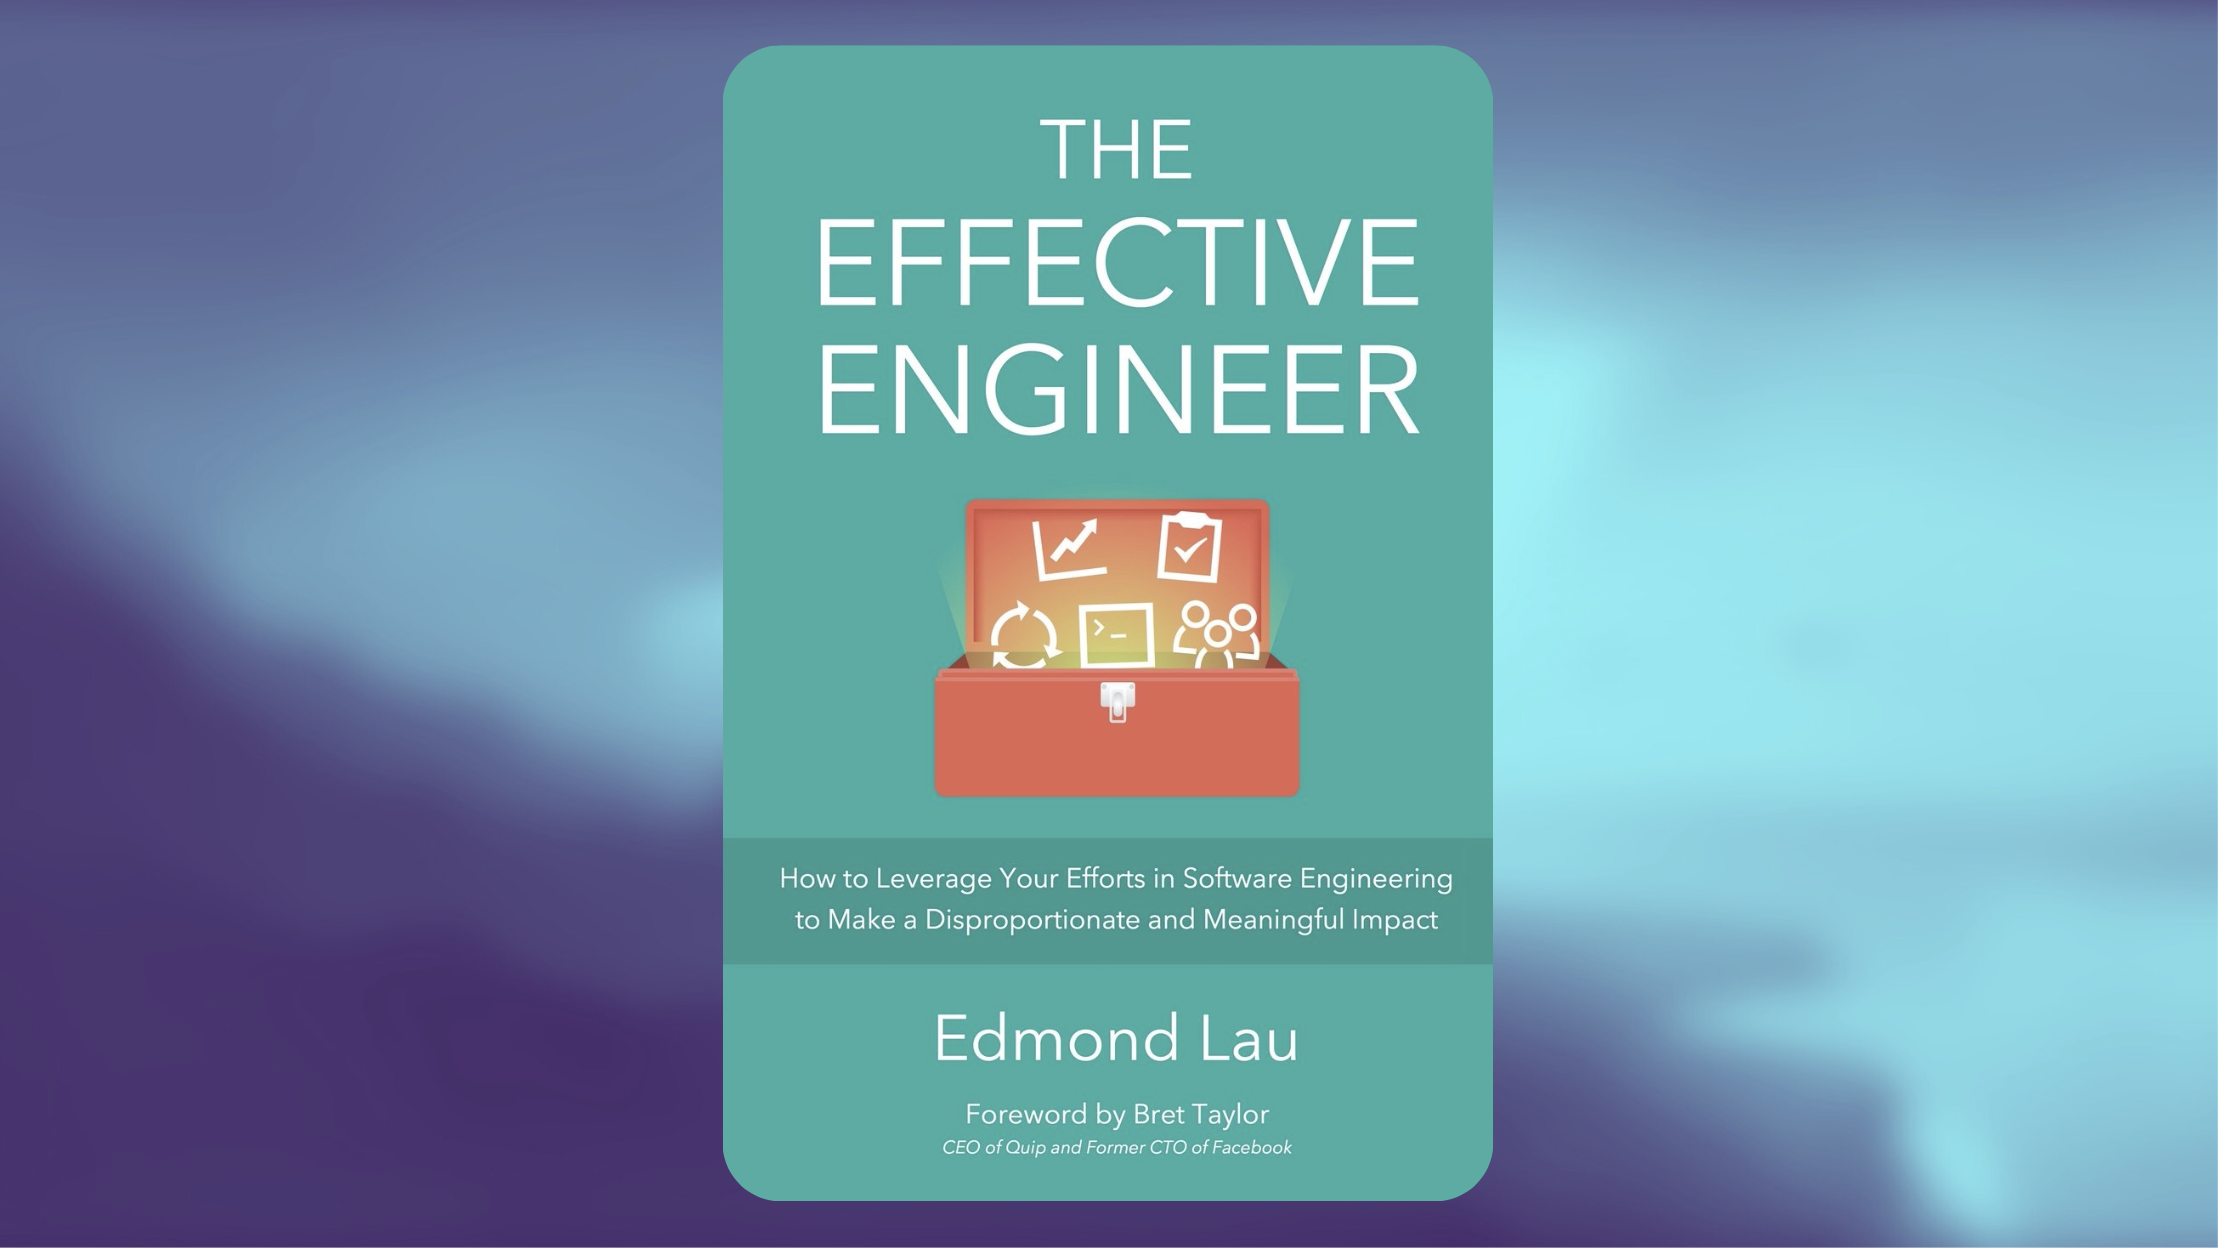 THE
EFFECTIVE
ENGINEER
>_
How to Leverage Your Efforts in Software Engineering
to Make a Disproportionate and Meaningful Impact
Edmond Lau
Foreword by Bret Taylor
CEO of Quip and Former CTO of Facebook